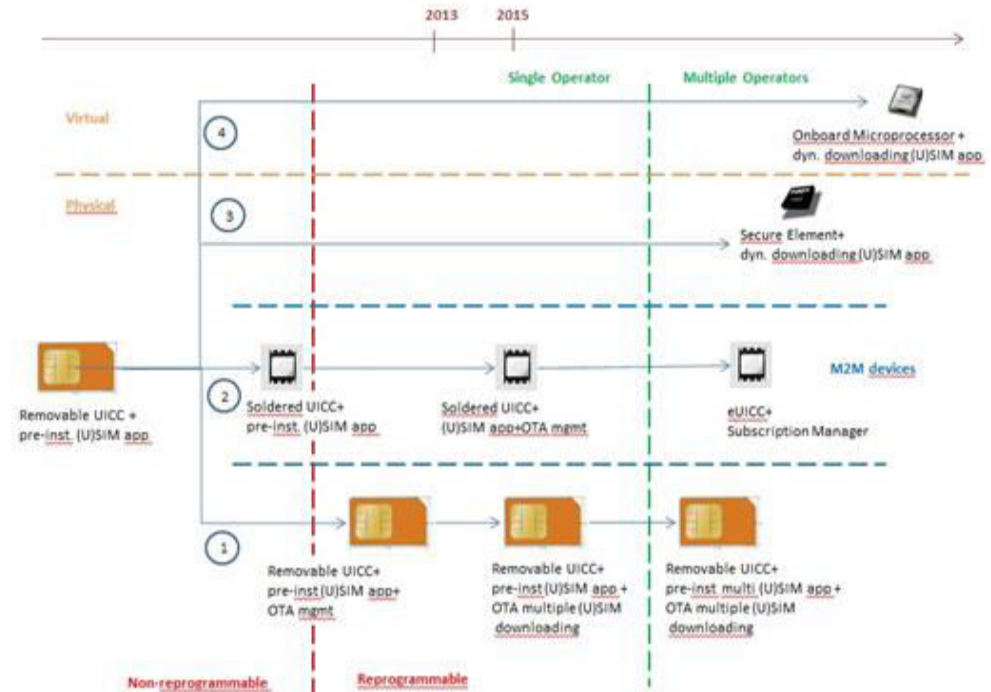 2013 2015
Single Operator Multiple Operators
Virtual
4
Onboard Microprocessor +
dyn. downloading (U)SIM app
Physical
3
Secure Element+
dyn. downloading (U)SIM app
M2M devices
2
Removable UICC +
pre-inst. (U)SIM app
Soldered UICC+
pre-inst. (U)SIM app
Soldered UICC+
(U)SIM app+OTA mgmt
eUICC+
Subscription Manager
1
Removable UICC+
pre-inst(U)SIM app+
OTA mgmt
Removable UICC+
pre-inst(U)SIM app +
OTA multiple (U)SIM
downloading
Removable UICC+
pre-inst multi (U)SIM app +
OTA multiple (U)SIM
downloading
Non-reprogrammable Reprogrammable